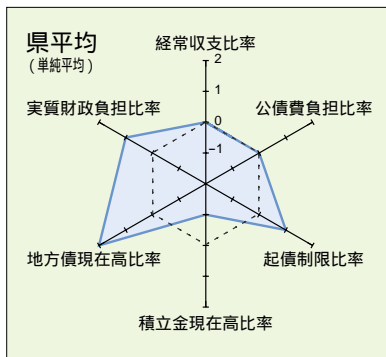 県平均
（単純平均）
経常収支比率
2
1
0
-1
実質財政負担比率
公債費負担比率
地方債現在高比率
起債制限比率
積立金現在高比率